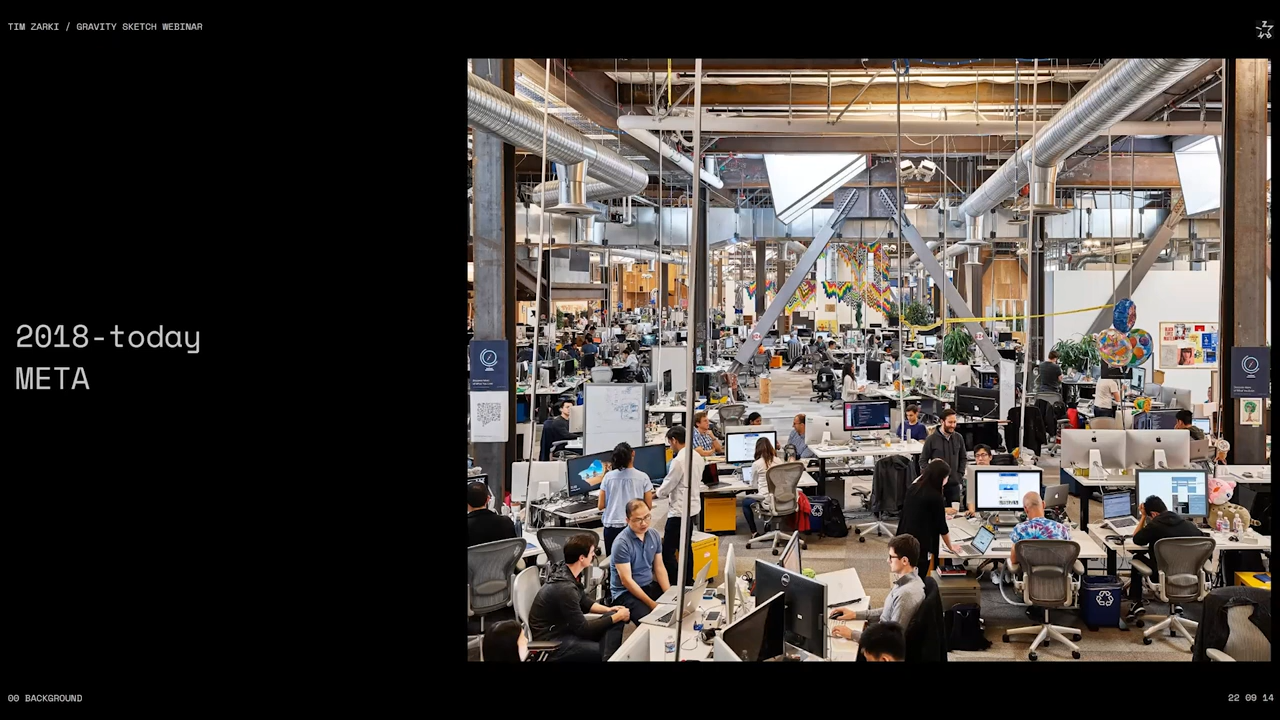 TIM ZARKI / GRAVITY SKETCH WEBINAR
2018-today
META
00 BACKGROUND
22 09 14